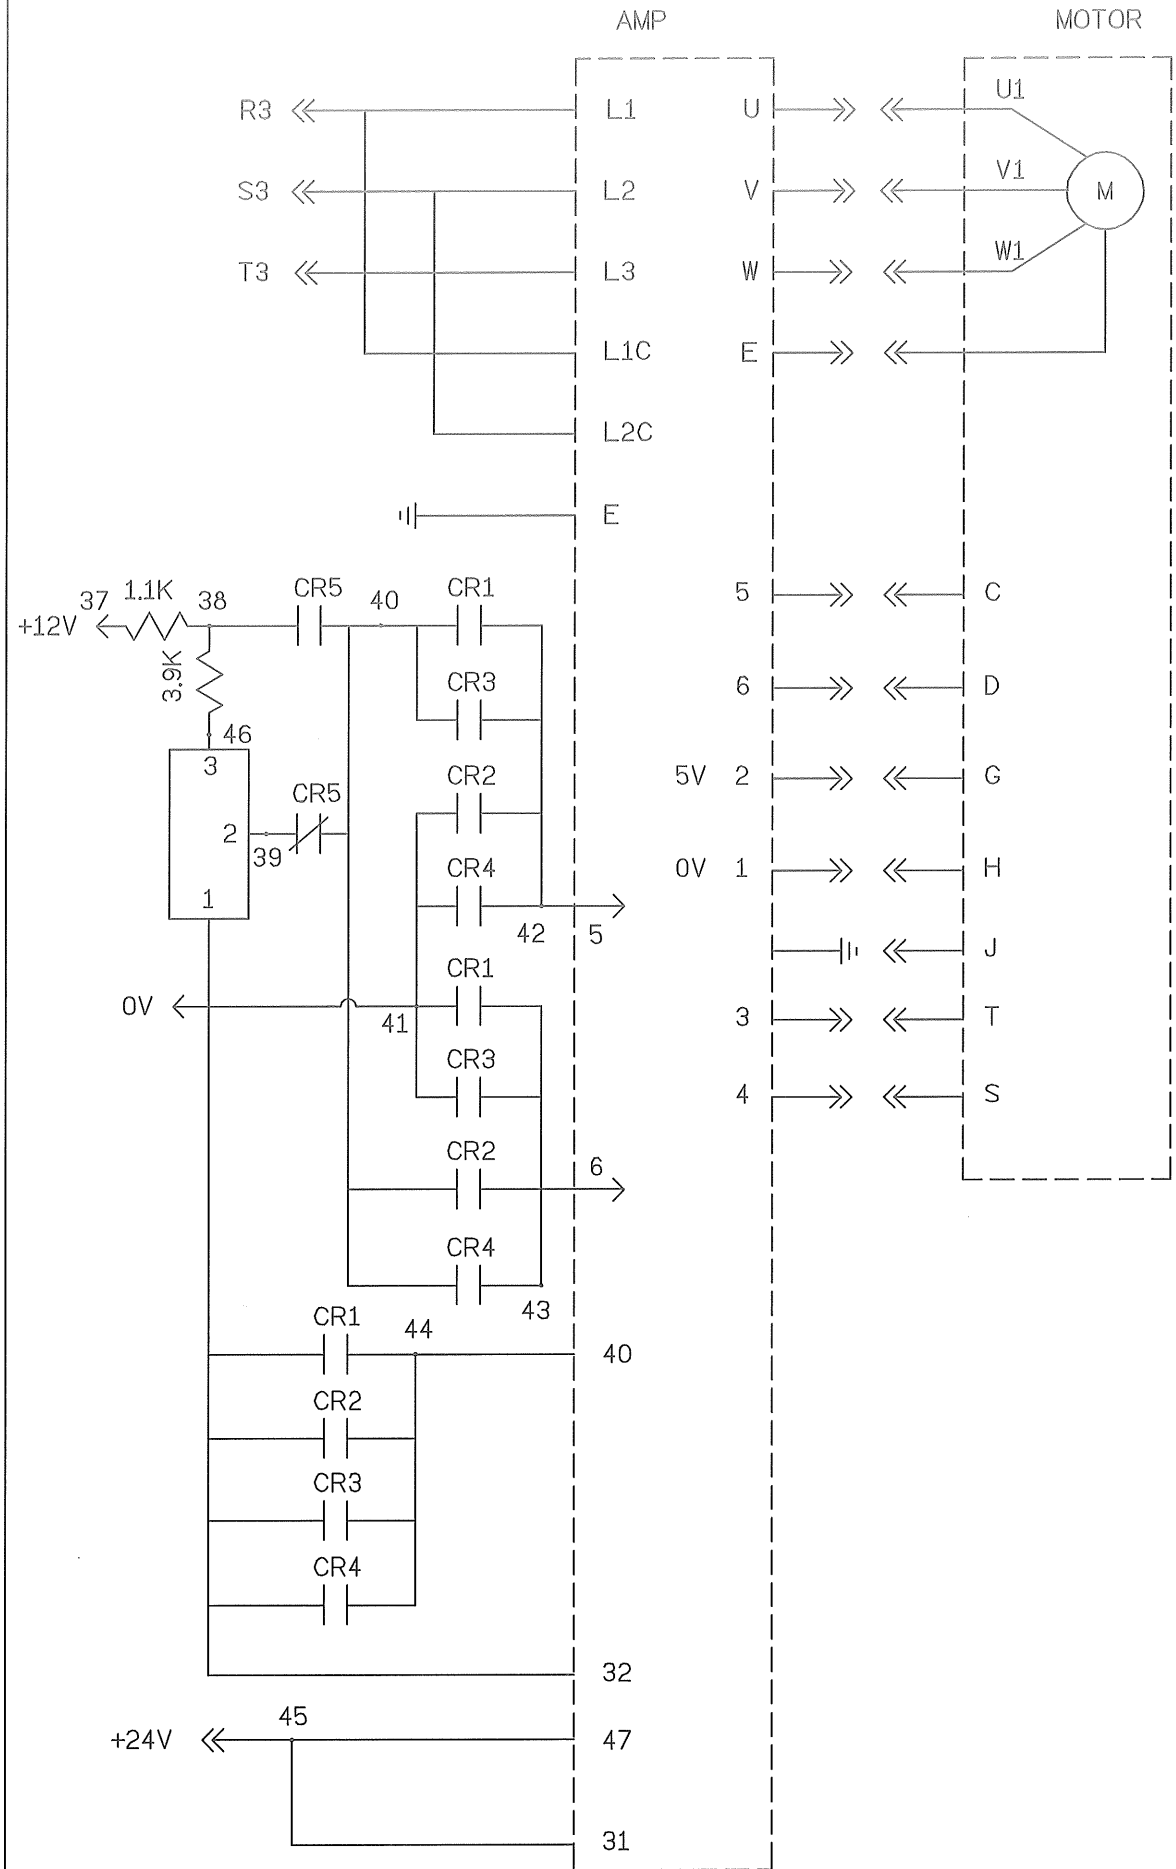 AMP MOTOR
R3 L1 U U1
S3 L2 V V1 M
T3 L3 W W1
L1C E
L2C
E
+12V 37 1.1K 38 CR5 40 CR1 5 C
3.9K CR3 6 D
46
3 CR2 5V 2 G
CR5
2 39
CR4 0V 1 H
1
42 5
CR1 J
0V 41
CR3 3 T
4 S
CR2 6
CR4
43
CR1 44 40
CR2
CR3
CR4
32
45
+24V 47
31